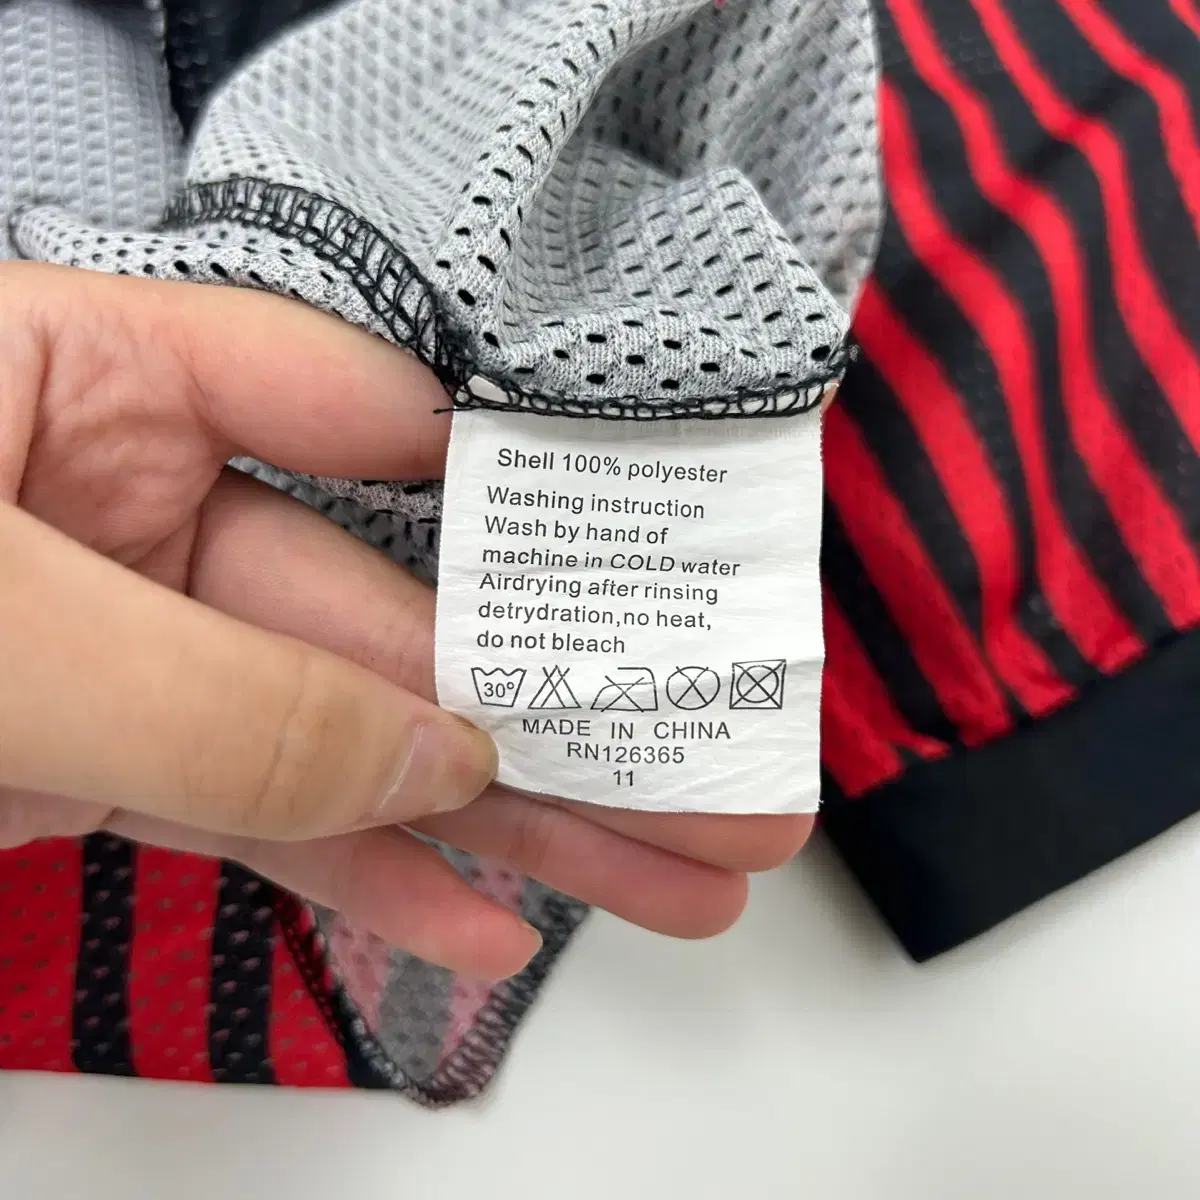 Shell 100% polyester
Washing instruction
Wash by hand of
machine in COLD water
Airdrying after rinsing
detrydration,no heat,
do not bleach
30°
MADE IN CHINA
RN126365
11